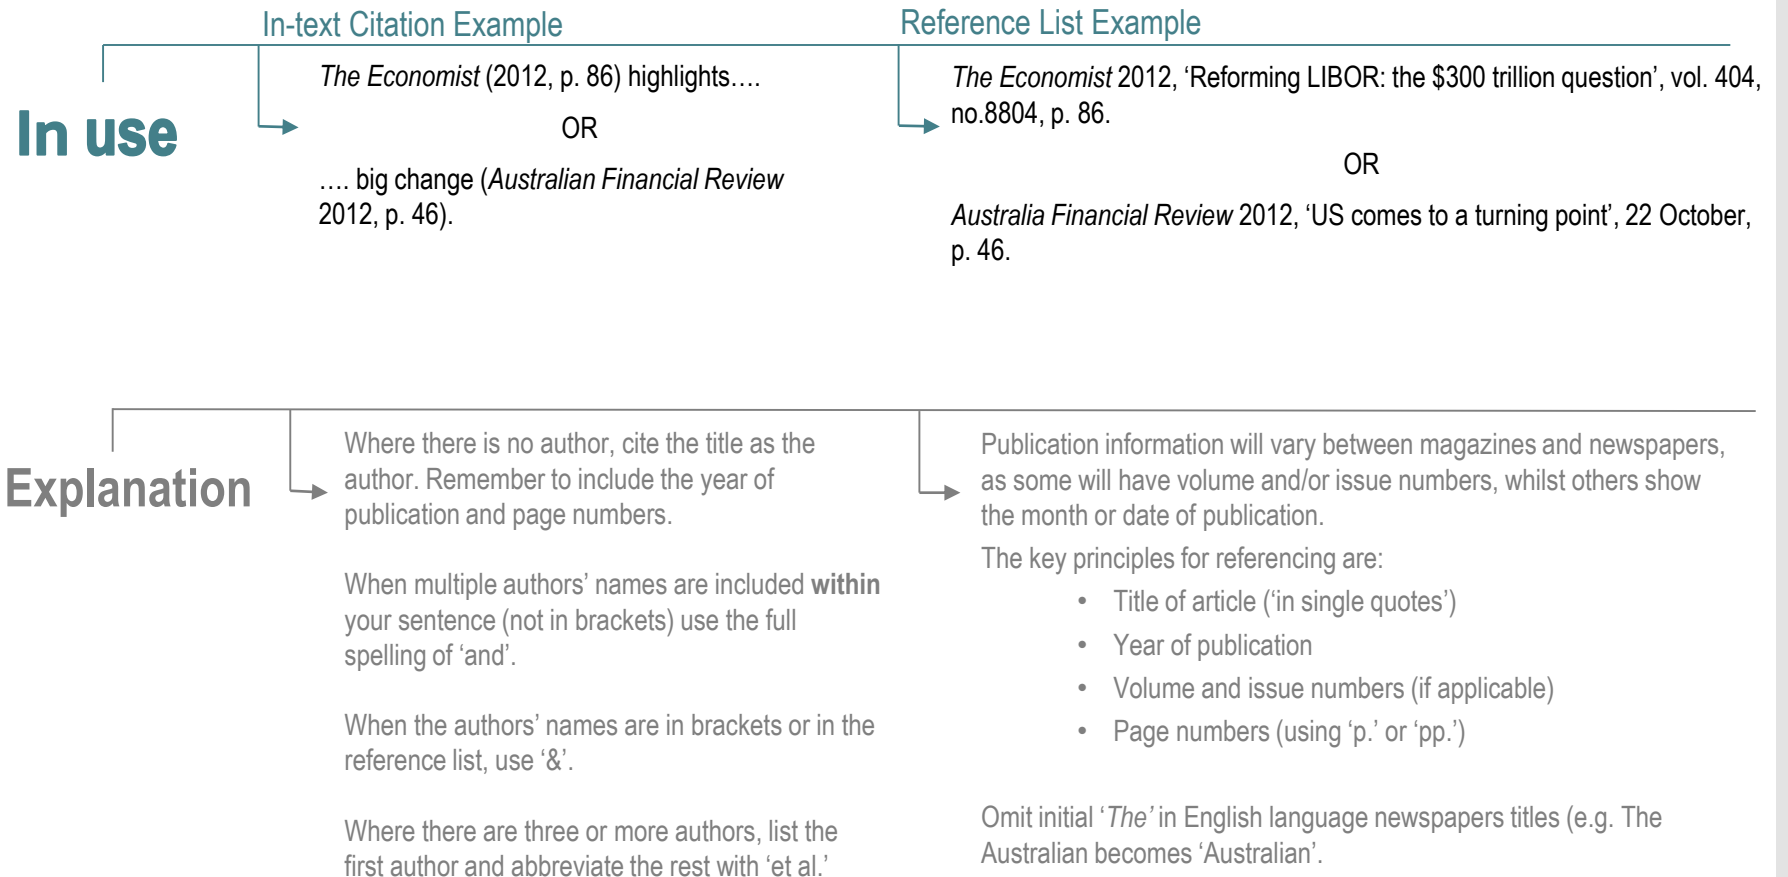 In-text Citation Example
Reference List Example
In use
The Economist (2012, p. 86) highlights….
OR
…. big change (Australian Financial Review
2012, p. 46).
The Economist 2012, ‘Reforming LIBOR: the $300 trillion question’, vol. 404,
no.8804, p. 86.
OR
Australia Financial Review 2012, ‘US comes to a turning point’, 22 October,
p. 46.
Explanation
Where there is no author, cite the title as the
author. Remember to include the year of
publication and page numbers.
When multiple authors’ names are included within
your sentence (not in brackets) use the full
spelling of ‘and’.
When the authors’ names are in brackets or in the
reference list, use ‘&’.
Where there are three or more authors, list the
first author and abbreviate the rest with ‘et al.’
Publication information will vary between magazines and newspapers,
as some will have volume and/or issue numbers, whilst others show
the month or date of publication.
The key principles for referencing are:
• Title of article (‘in single quotes’)
• Year of publication
• Volume and issue numbers (if applicable)
• Page numbers (using ‘p.’ or ‘pp.’)
Omit initial ‘The’ in English language newspapers titles (e.g. The
Australian becomes ‘Australian’.